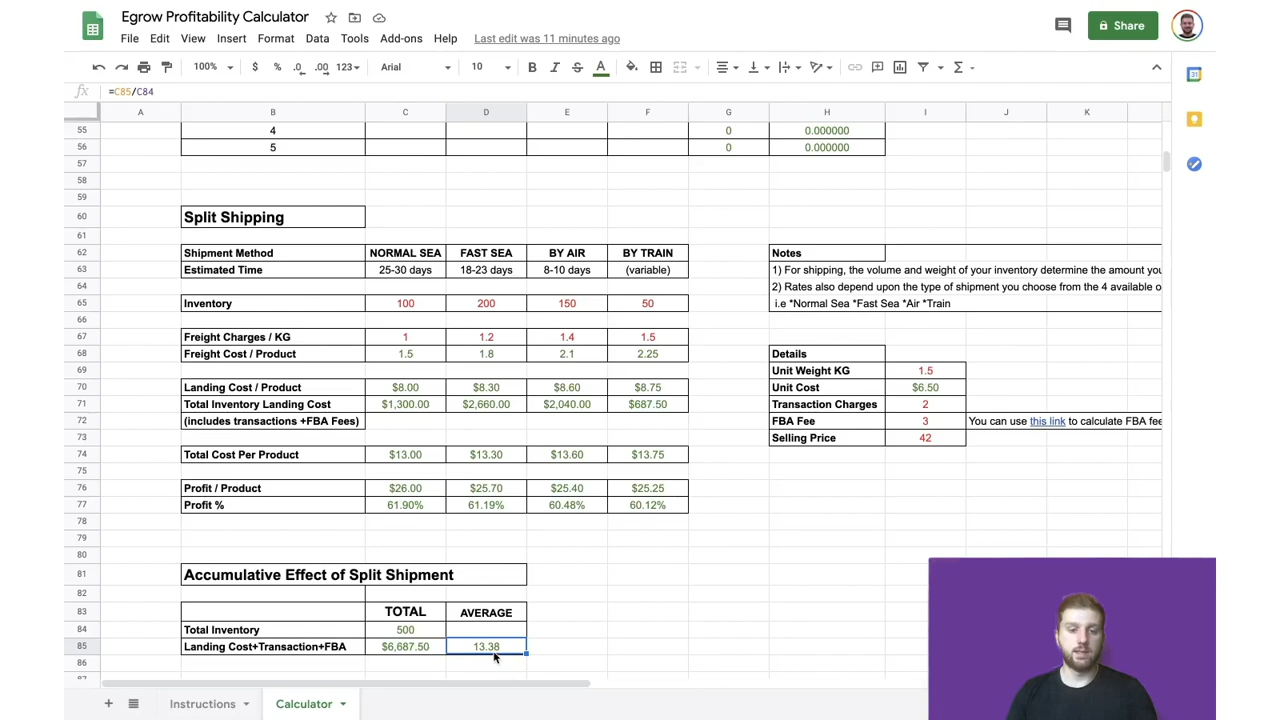 Egrow Profitability Calculator
File Edit View Insert Format Data Tools Add-ons Help Last edit was 11 minutes ago
Share
100% $ % .0 .00 123 Arial 10 B I S A Σ
fx =C85/C84
A B C D E F G H I J K
55 4 0 0.000000
56 5 0 0.000000
57
58
59
60 Split Shipping
61
62 Shipment Method NORMAL SEA FAST SEA BY AIR BY TRAIN Notes
63 Estimated Time 25-30 days 18-23 days 8-10 days (variable) 1) For shipping, the volume and weight of your inventory determine the amount you
64 2) Rates also depend upon the type of shipment you choose from the 4 available o
65 Inventory 100 200 150 50 i.e *Normal Sea *Fast Sea *Air *Train
66
67 Freight Charges / KG 1 1.2 1.4 1.5
68 Freight Cost / Product 1.5 1.8 2.1 2.25 Details
69 Unit Weight KG 1.5
70 Landing Cost / Product $8.00 $8.30 $8.60 $8.75 Unit Cost $6.50
71 Total Inventory Landing Cost $1,300.00 $2,660.00 $2,040.00 $687.50 Transaction Charges 2
72 (includes transactions +FBA Fees) FBA Fee 3 You can use this link to calculate FBA fee
73 Selling Price 42
74 Total Cost Per Product $13.00 $13.30 $13.60 $13.75
75
76 Profit / Product $26.00 $25.70 $25.40 $25.25
77 Profit % 61.90% 61.19% 60.48% 60.12%
78
79
80
81 Accumulative Effect of Split Shipment
82
83 TOTAL AVERAGE
84 Total Inventory 500
85 Landing Cost+Transaction+FBA $6,687.50 13.38
86
Instructions Calculator